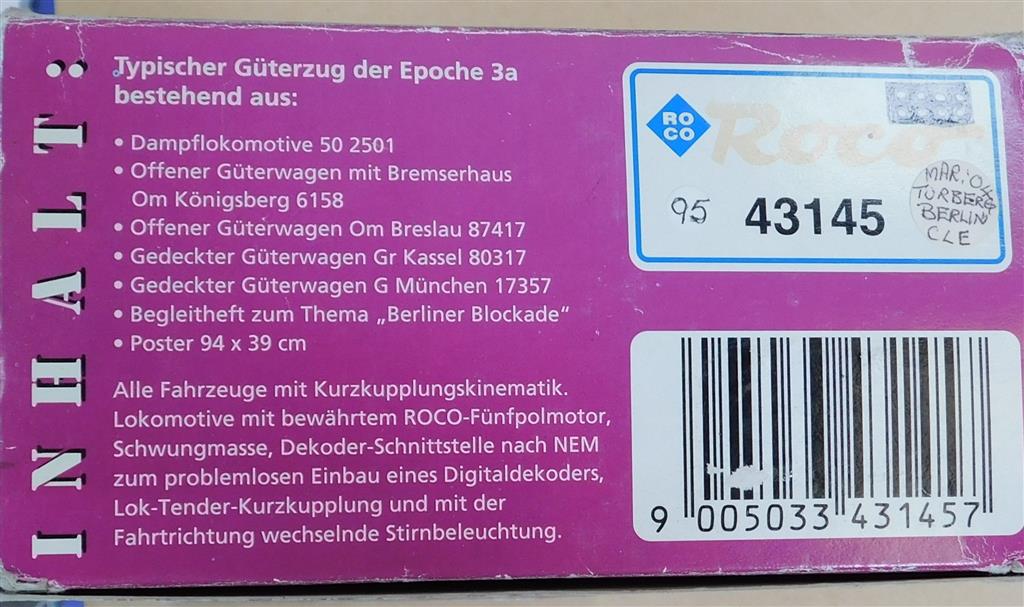 INHALT:
Typischer Güterzug der Epoche 3a
bestehend aus:
• Dampflokomotive 50 2501
• Offener Güterwagen mit Bremserhaus
Om Königsberg 6158
• Offener Güterwagen Om Breslau 87417
• Gedeckter Güterwagen Gr Kassel 80317
• Gedeckter Güterwagen G München 17357
• Begleitheft zum Thema „Berliner Blockade“
• Poster 94 x 39 cm
Alle Fahrzeuge mit Kurzkupplungskinematik.
Lokomotive mit bewährtem ROCO-Fünfpolmotor,
Schwungmasse, Dekoder-Schnittstelle nach NEM
zum problemlosen Einbau eines Digitaldekoders,
Lok-Tender-Kurzkupplung und mit der
Fahrtrichtung wechselnde Stirnbeleuchtung.
RO
CO
Roco
95
43145
BERLIN
CLE
9 005033 431457